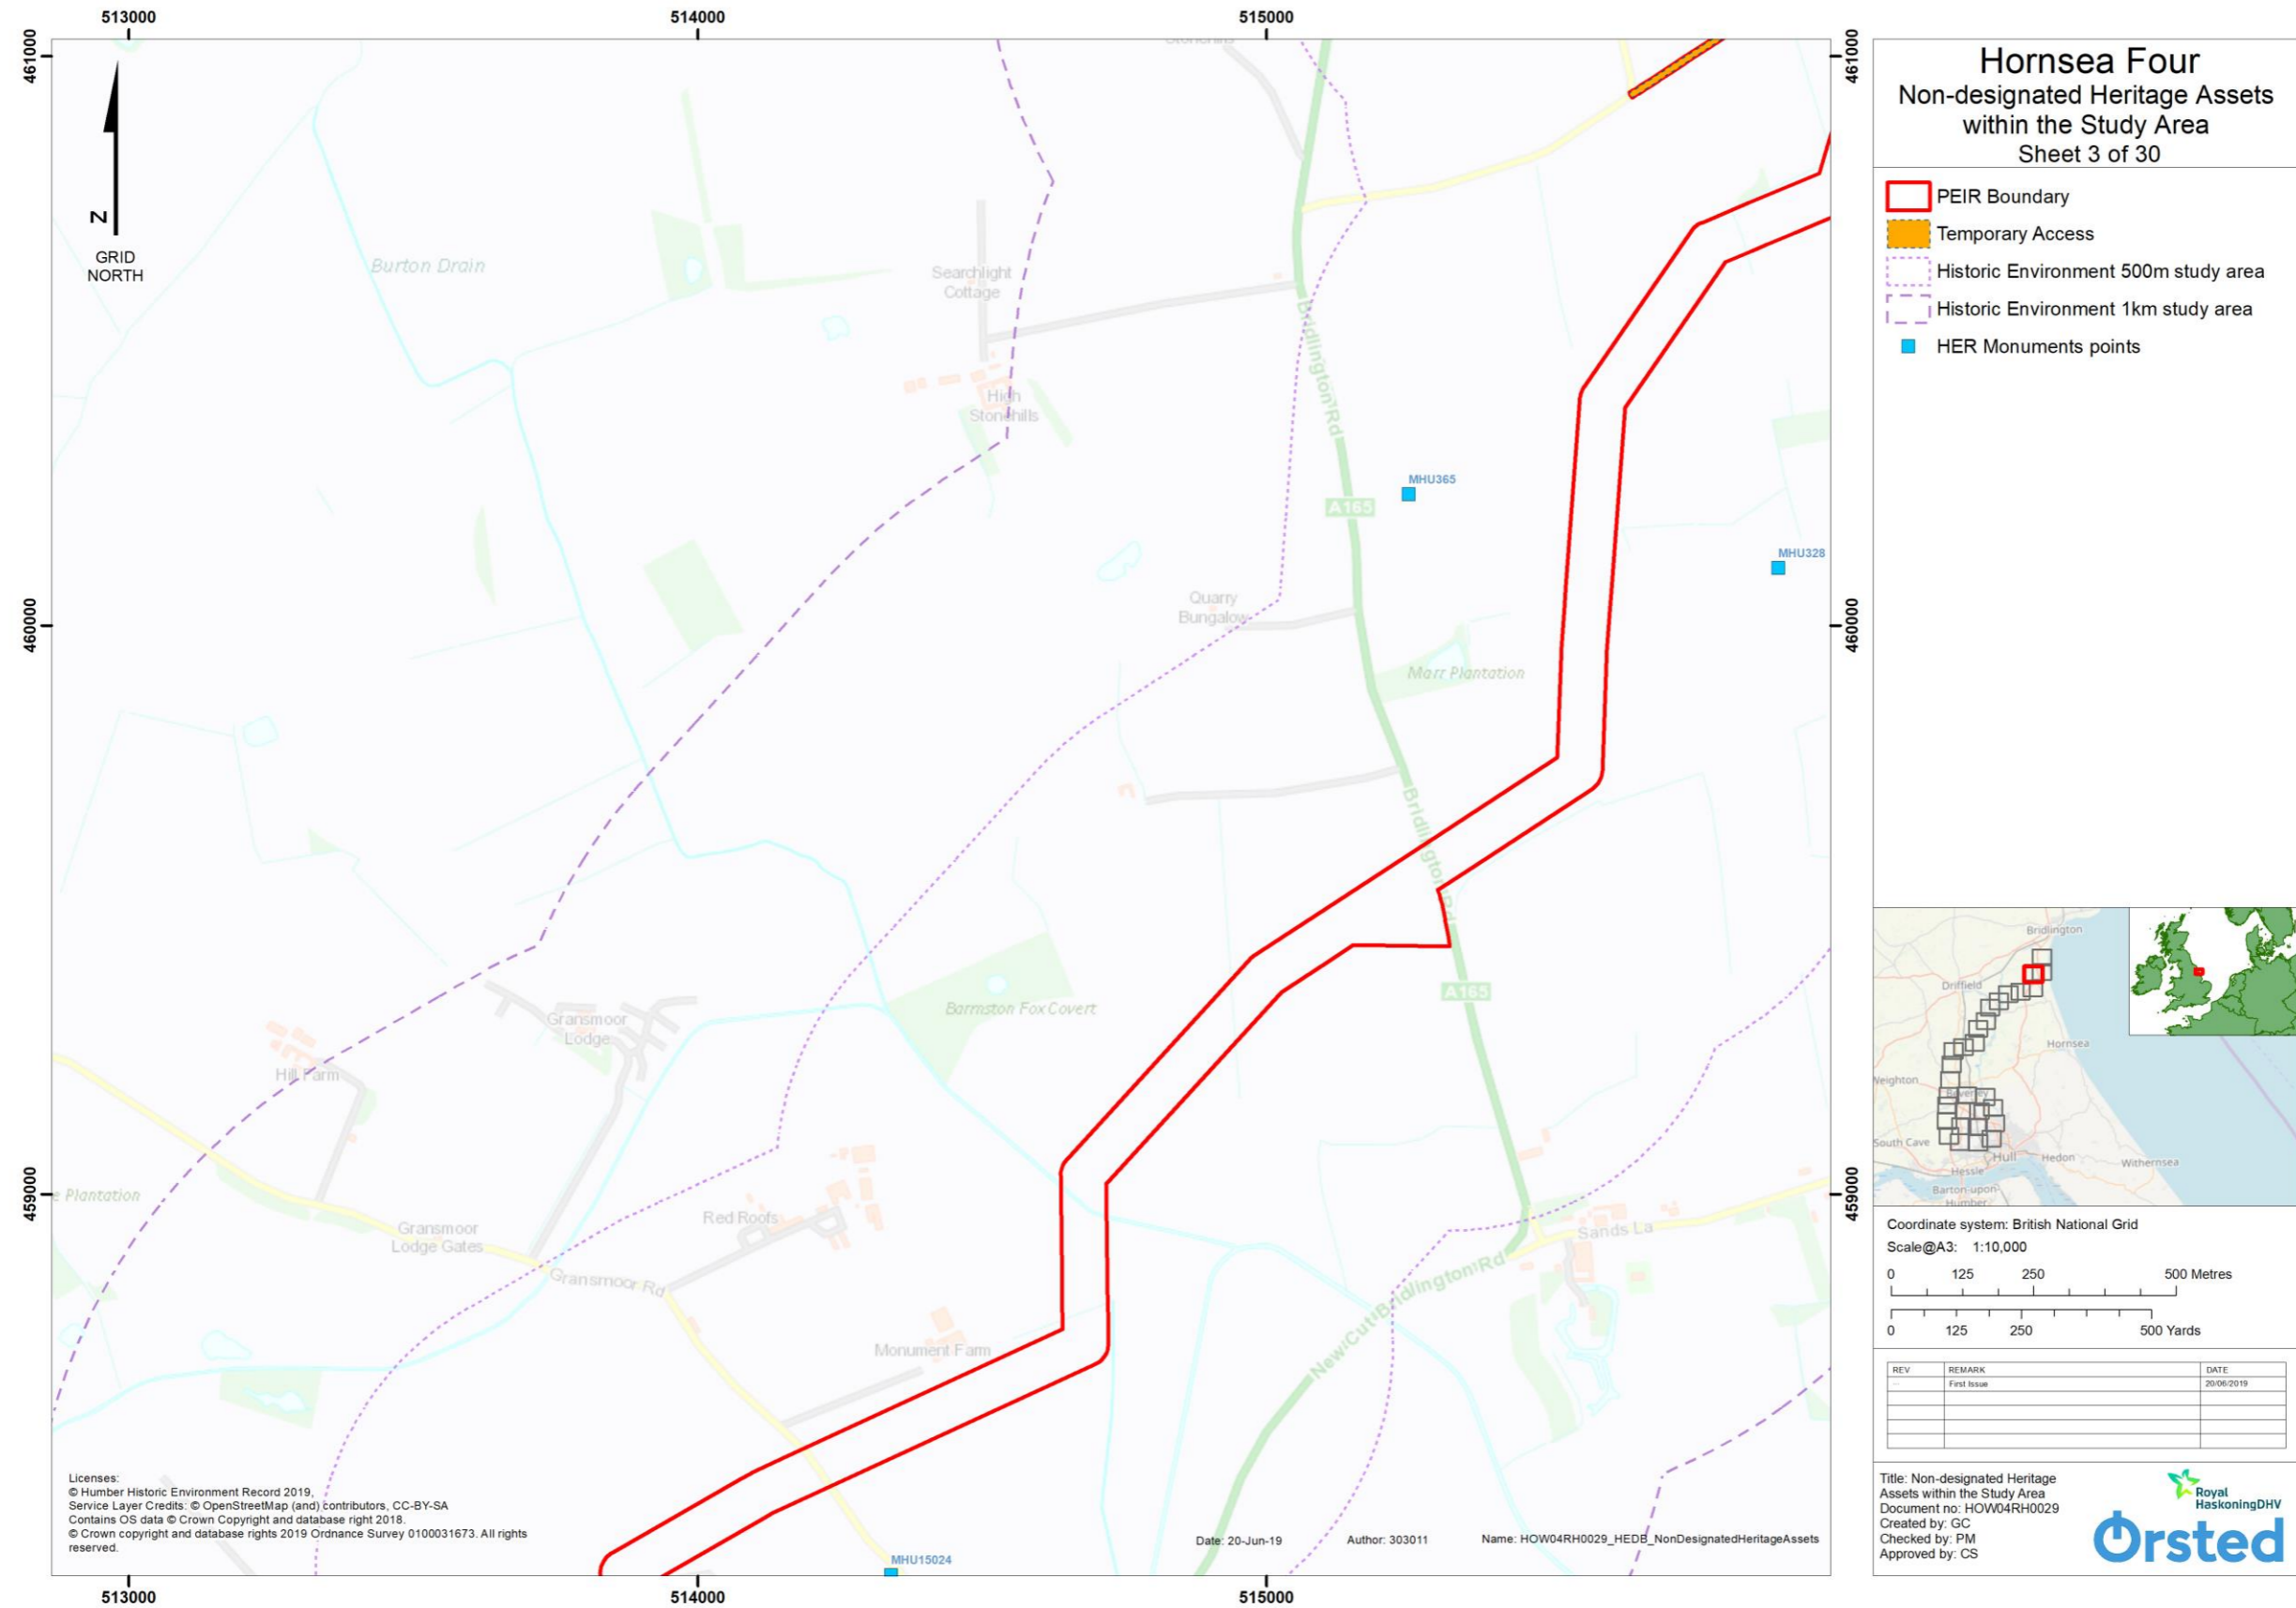 513000
514000
515000
461000
460000
459000
461000
460000
459000
513000
514000
515000
N
GRID
NORTH
Burton Drain
Searchlight
Cottage
High
Stonehills
Bridlington Rd
A165
MHU365
MHU328
Quarry
Bungalow
Marr Plantation
Bridlington Rd
A165
Barmston Fox Covert
Gransmoor
Lodge
Hill Farm
e Plantation
Gransmoor
Lodge Gates
Red Roofs
Gransmoor Rd
Sands La
New Cut Bridlington Rd
Monument Farm
MHU15024
Licenses:
© Humber Historic Environment Record 2019,
Service Layer Credits: © OpenStreetMap (and) contributors, CC-BY-SA
Contains OS data © Crown Copyright and database right 2018.
© Crown copyright and database rights 2019 Ordnance Survey 0100031673. All rights
reserved.
Date: 20-Jun-19
Author: 303011
Name: HOW04RH0029_HEDB_NonDesignatedHeritageAssets
Hornsea Four
Non-designated Heritage Assets
within the Study Area
Sheet 3 of 30
PEIR Boundary
Temporary Access
Historic Environment 500m study area
Historic Environment 1km study area
HER Monuments points
Bridlington
Driffield
Hornsea
Weighton
Beverley
South Cave
Hull
Hedon
Withernsea
Hessle
Barton-upon-
Humber
Coordinate system: British National Grid
Scale@A3: 1:10,000
0 125 250 500 Metres
0 125 250 500 Yards
REV REMARK DATE
First Issue 20/06/2019
Title: Non-designated Heritage
Assets within the Study Area
Document no: HOW04RH0029
Created by: GC
Checked by: PM
Approved by: CS
Royal
HaskoningDHV
Orsted